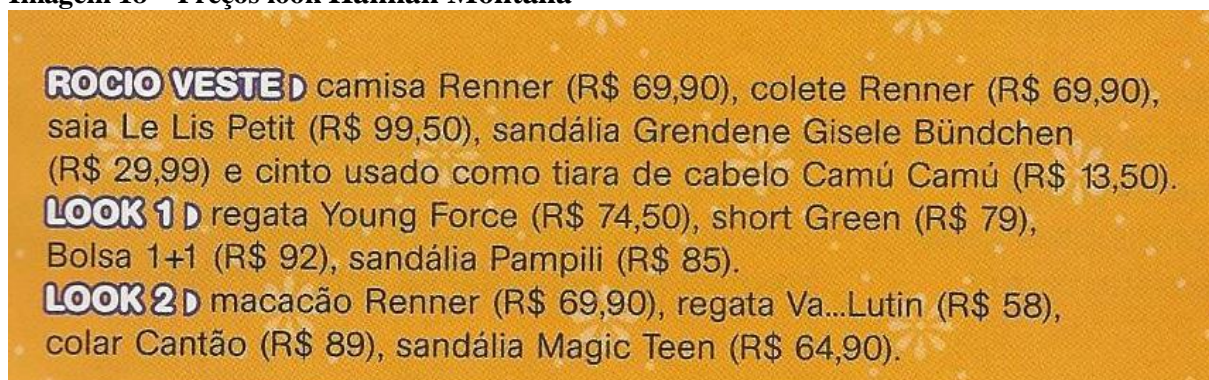 Imagem 18 – Preços look Hannah Montana
ROCIO VESTE camisa Renner (R$ 69,90), colete Renner (R$ 69,90),
saia Le Lis Petit (R$ 99,50), sandália Grendene Gisele Bündchen
(R$ 29,99) e cinto usado como tiara de cabelo Camú Camú (R$ 13,50).
LOOK 1 regata Young Force (R$ 74,50), short Green (R$ 79),
Bolsa 1+1 (R$ 92), sandália Pampili (R$ 85).
LOOK 2 macacão Renner (R$ 69,90), regata Va...Lutin (R$ 58),
colar Cantão (R$ 89), sandália Magic Teen (R$ 64,90).